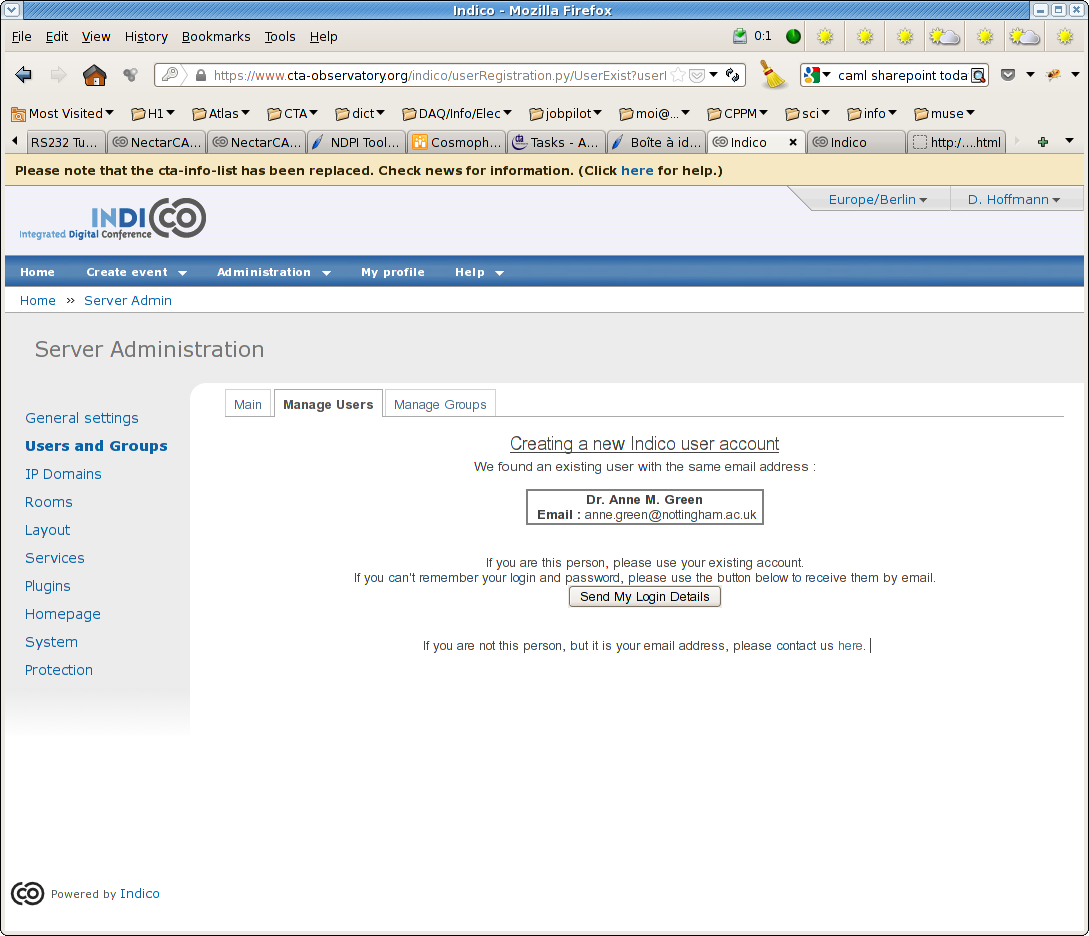 Indico - Mozilla Firefox
File Edit View History Bookmarks Tools Help 0:1
https://www.cta-observatory.org/indico/userRegistration.py/UserExist?userI caml sharepoint toda
Most Visited H1 Atlas CTA dict DAQ/Info/Elec jobpilot moi@... CPPM sci info muse
RS232 Tu... NectarCA... NectarCA... NDPI Tool... Cosmoph... Tasks - A... Boîte à id... Indico Indico http:/....html
Please note that the cta-info-list has been replaced. Check news for information. (Click here for help.)
Europe/Berlin D. Hoffmann
INDICO
Integrated Digital Conference
Home Create event Administration My profile Help
Home » Server Admin
Server Administration
Main Manage Users Manage Groups
General settings
Users and Groups
IP Domains
Rooms
Layout
Services
Plugins
Homepage
System
Protection
Creating a new Indico user account
We found an existing user with the same email address :
Dr. Anne M. Green
Email : anne.green@nottingham.ac.uk
If you are this person, please use your existing account.
If you can't remember your login and password, please use the button below to receive them by email.
Send My Login Details
If you are not this person, but it is your email address, please contact us here.
Powered by Indico